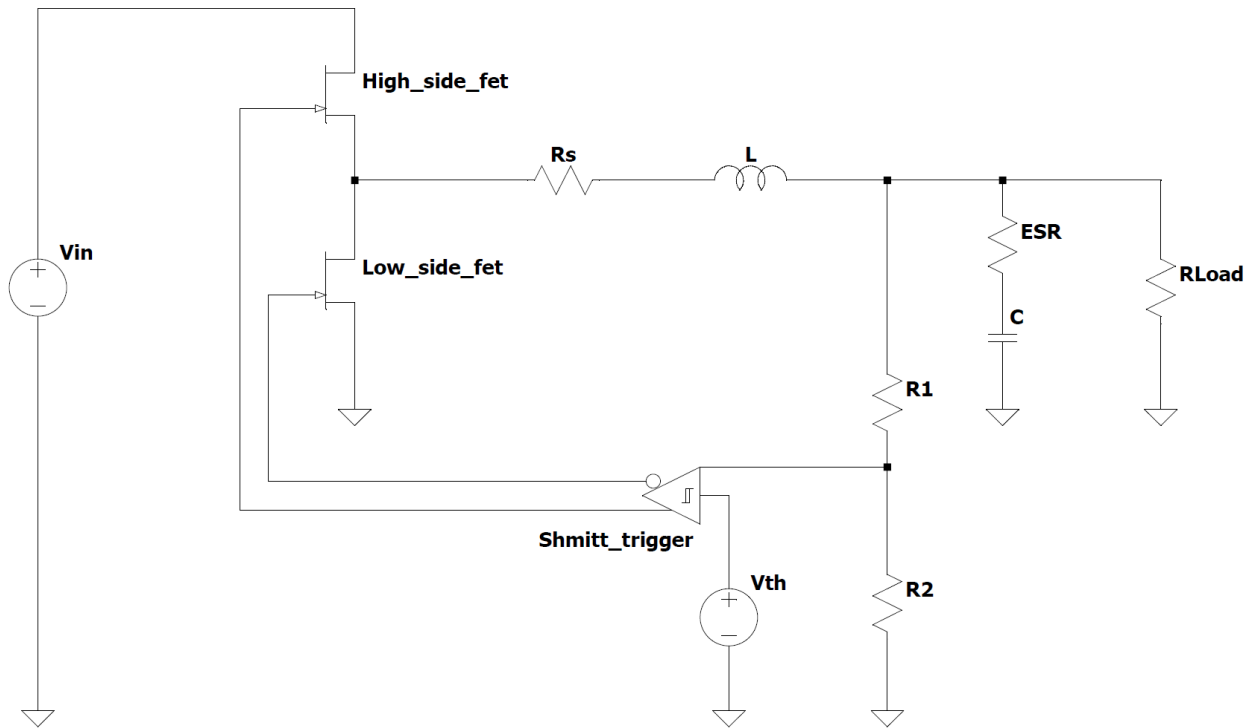 High_side_fet
Rs
L
Vin
Low_side_fet
ESR
RLoad
C
R1
Shmitt_trigger
Vth
R2